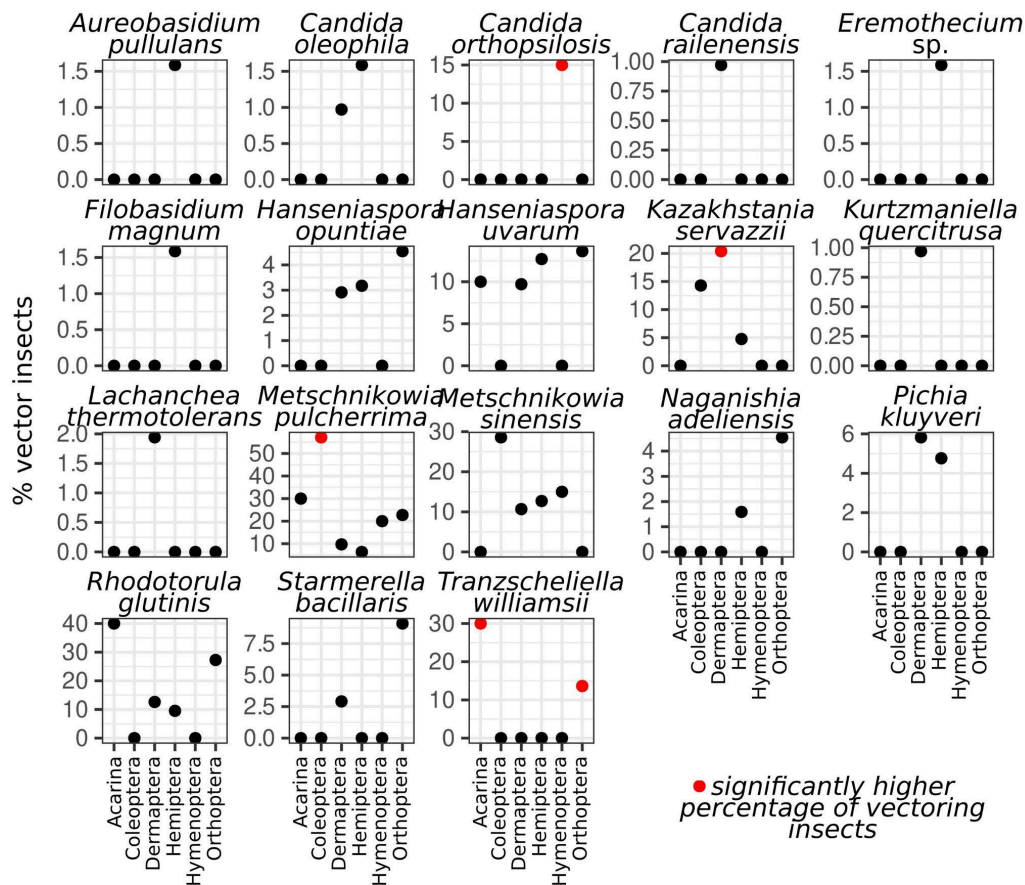 Aureobasidium
pullulans
Candida
oleophila
Candida
orthopsilosis
Candida
railenensis
Eremothecium
sp.
1.5
1.0
0.5
0.0
1.5
1.0
0.5
0.0
15
10
5
0
1.00
0.75
0.50
0.25
0.00
1.5
1.0
0.5
0.0
Filobasidium
magnum
Hanseniaspora
opuntiae
Hanseniaspora
uvarum
Kazakhstania
servazzii
Kurtzmaniella
quercitrusa
1.5
1.0
0.5
0.0
4
3
2
1
0
10
5
0
20
15
10
5
0
1.00
0.75
0.50
0.25
0.00
% vector insects
Lachanchea
thermotolerans
Metschnikowia
pulcherrima
Metschnikowia
sinensis
Naganishia
adeliensis
Pichia
kluyveri
2.0
1.5
1.0
0.5
0.0
50
40
30
20
10
30
20
10
0
4
3
2
1
0
6
4
2
0
Acarina
Coleoptera
Dermaptera
Hemiptera
Hymenoptera
Orthoptera
Acarina
Coleoptera
Dermaptera
Hemiptera
Hymenoptera
Orthoptera
Rhodotorula
glutinis
Starmerella
bacillaris
Tranzscheliella
williamsii
40
30
20
10
0
7.5
5.0
2.5
0.0
30
20
10
0
Acarina
Coleoptera
Dermaptera
Hemiptera
Hymenoptera
Orthoptera
Acarina
Coleoptera
Dermaptera
Hemiptera
Hymenoptera
Orthoptera
Acarina
Coleoptera
Dermaptera
Hemiptera
Hymenoptera
Orthoptera
significantly higher
percentage of vectoring
insects